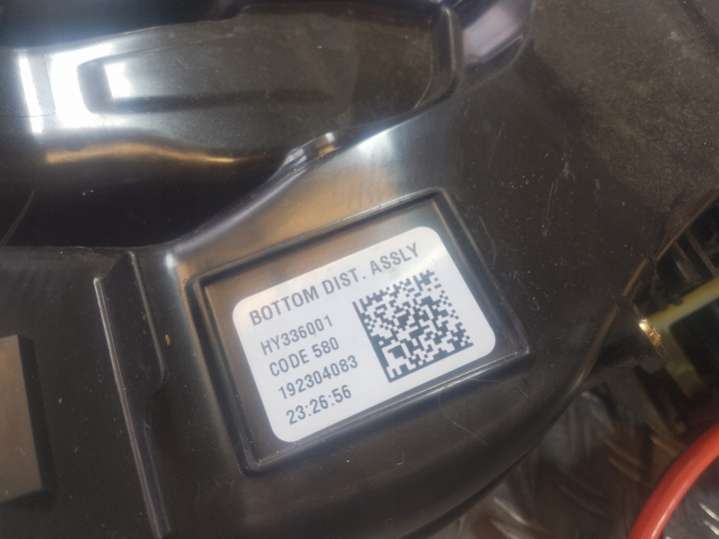 BOTTOM DIST. ASSLY
HY336001
CODE 580
192304083
23:26:56